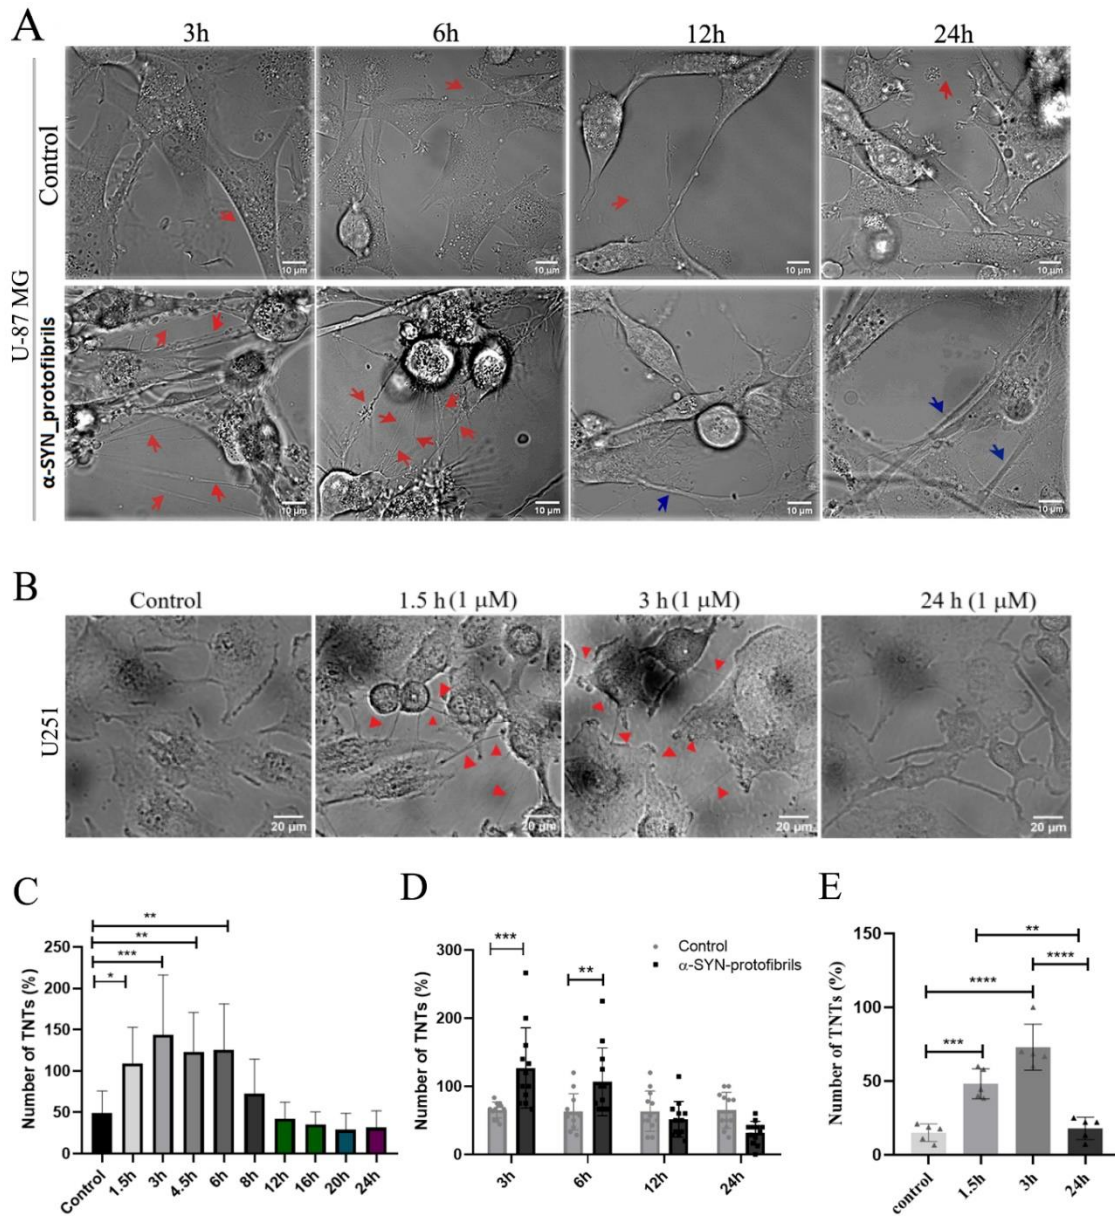 A
3h 6h 12h 24h
U-87 MG
Control
10 µm 10 µm 10 µm 10 µm
α-SYN_protofibrils
10 µm 10 µm 10 µm 10 µm
B
Control 1.5 h (1 µM) 3 h (1 µM) 24 h (1 µM)
U251
20 µm 20 µm 20 µm 20 µm
C
Number of TNTs (%)
250
200
150
100
50
0
*
***
**
**
Control 1.5h 3h 4.5h 6h 8h 12h 16h 20h 24h
D
Number of TNTs (%)
300
200
100
0
***
**
Control
α-SYN-protofibrils
3h 6h 12h 24h
E
Number of TNTs (%)
150
100
50
0
**
****
****
***
control 1.5h 3h 24h